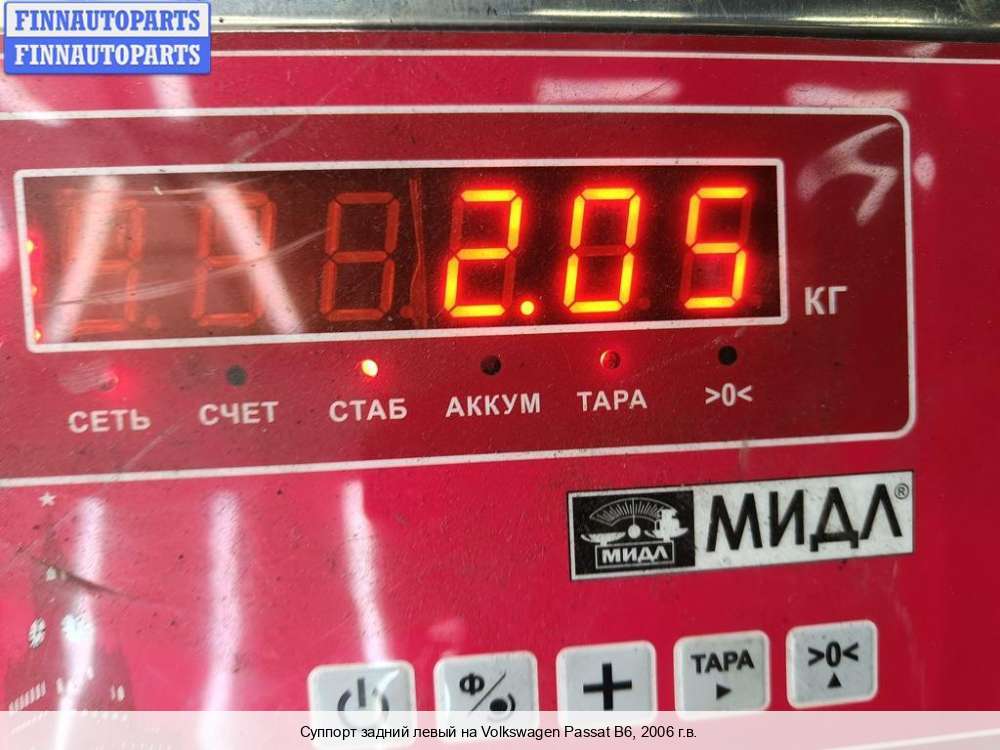 FINNAUTOPARTS
FINNAUTOPARTS
2.05
КГ
СЕТЬ СЧЕТ СТАБ АККУМ ТАРА >0<
МИДЛ МИДЛ®
Ф ТАРА >0<
Суппорт задний левый на Volkswagen Passat B6, 2006 г.в.